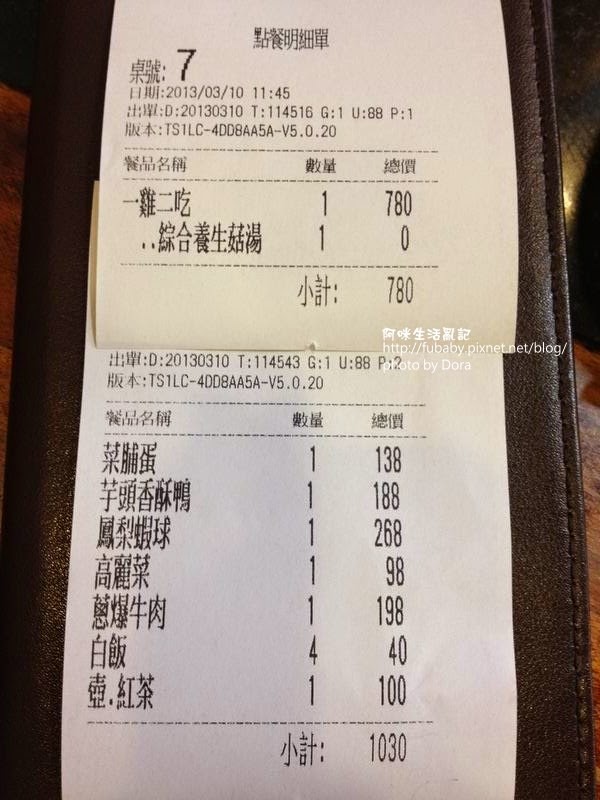 點餐明細單
桌號: 7
日期:2013/03/10 11:45
出單:D:20130310 T:114516 G:1 U:88 P:1
版本:TS1LC-4DD8AA5A-V5.0.20
餐品名稱 數量 總價
一雞二吃 1 780
..綜合養生菇湯 1 0
小計: 780
阿咪生活亂記
http://fubaby.pixnet.net/blog/
photo by Dora
出單:D:20130310 T:114543 G:1 U:88 P:2
版本:TS1LC-4DD8AA5A-V5.0.20
餐品名稱 數量 總價
菜脯蛋 1 138
芋頭香酥鴨 1 188
鳳梨蝦球 1 268
高麗菜 1 98
蔥爆牛肉 1 198
白飯 4 40
壺.紅茶 1 100
小計: 1030